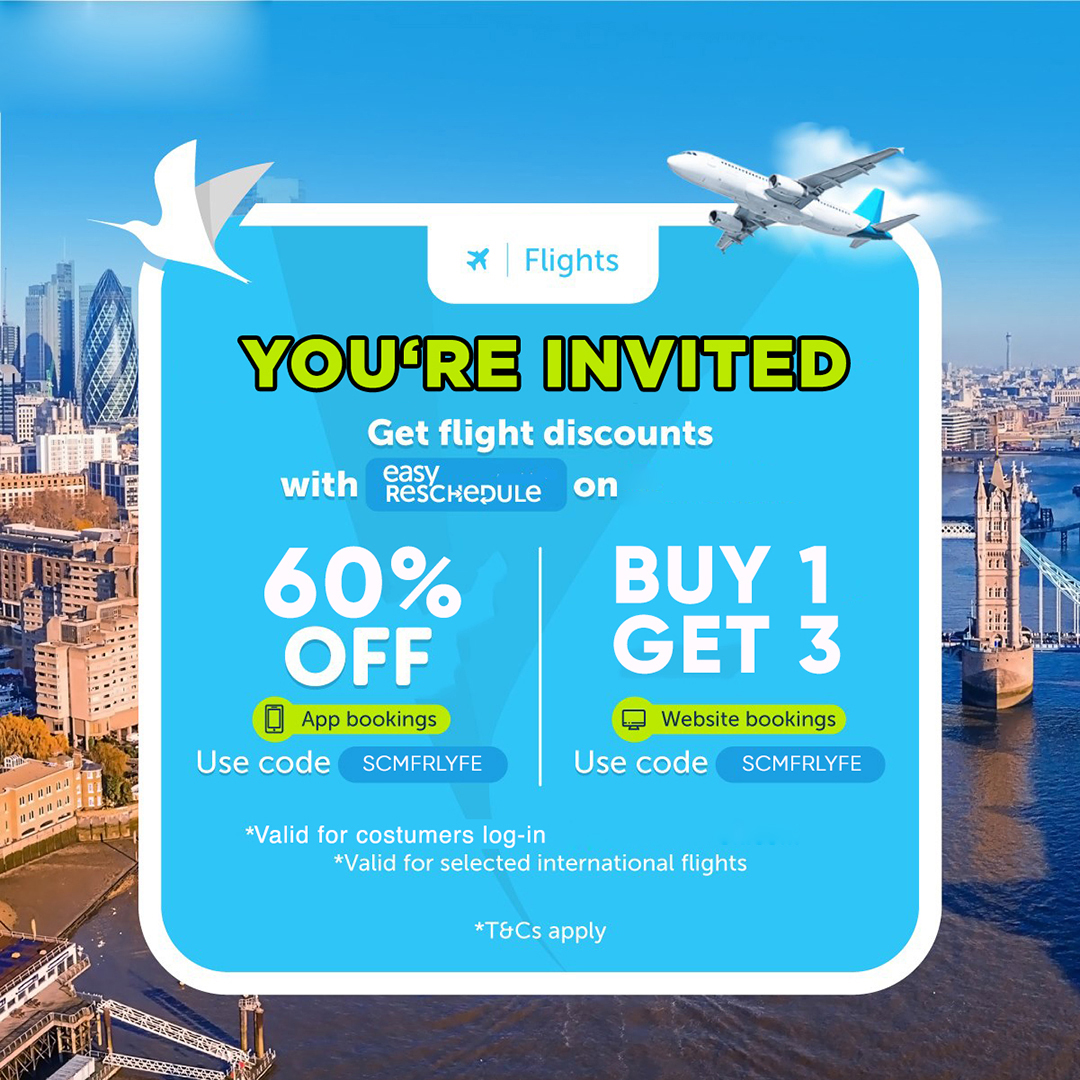 Flights
YOU‘RE INVITED
Get flight discounts
with easy RESCHEDULE on
60%
OFF
App bookings
Use code SCMFRLYFE
BUY 1
GET 3
Website bookings
Use code SCMFRLYFE
*Valid for costumers log-in
*Valid for selected international flights
*T&Cs apply